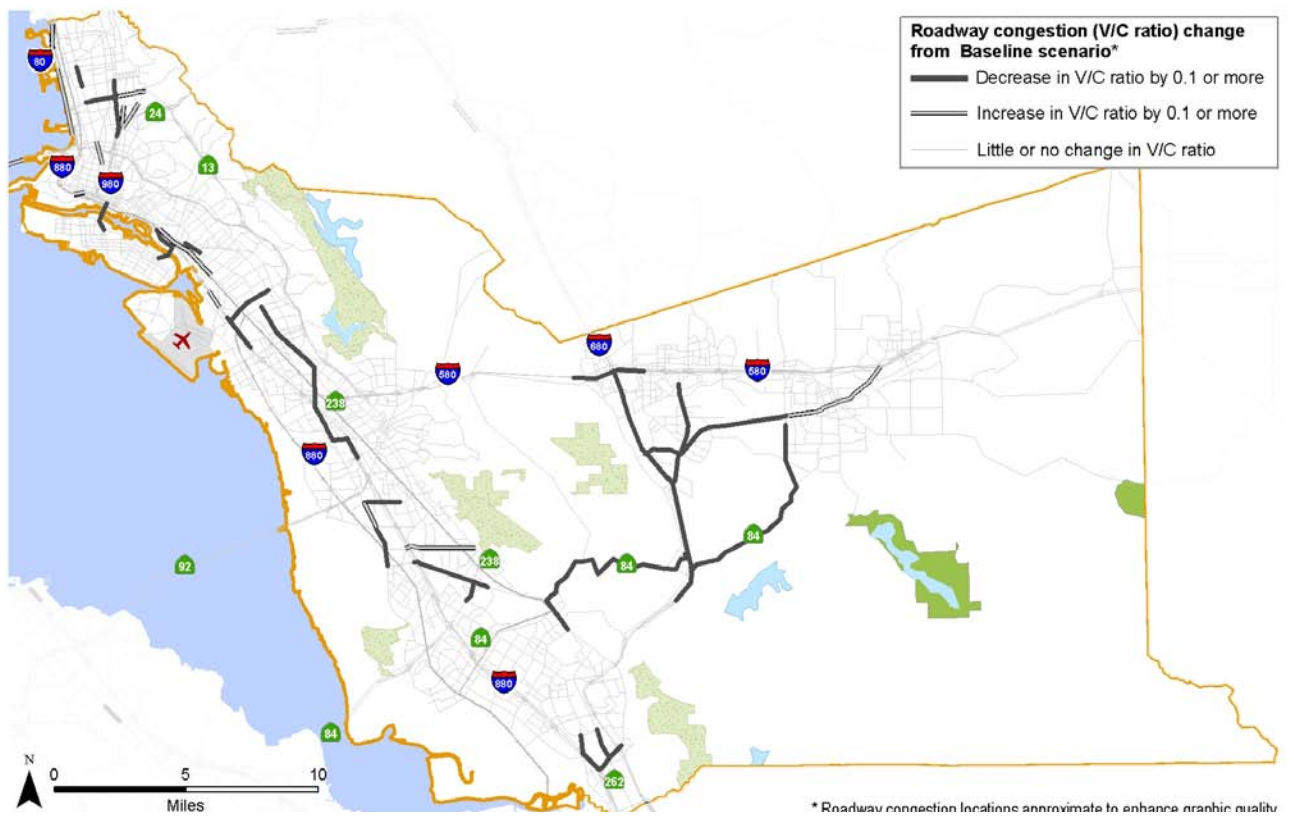 Roadway congestion (V/C ratio) change
from Baseline scenario*
Decrease in V/C ratio by 0.1 or more
Increase in V/C ratio by 0.1 or more
Little or no change in V/C ratio
80
24
13
880
980
680
580
580
238
880
84
84
238
92
84
880
84
262
N
0 5 10
Miles
* Roadway congestion locations approximate to enhance graphic quality